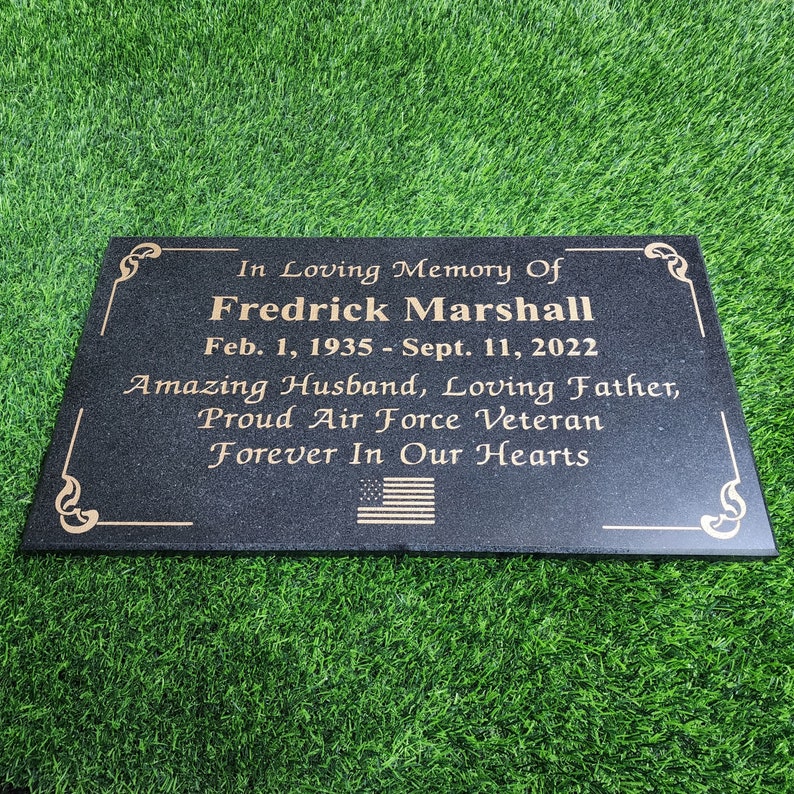 In Loving Memory Of
Fredrick Marshall
Feb. 1, 1935 - Sept. 11, 2022
Amazing Husband, Loving Father,
Proud Air Force Veteran
Forever In Our Hearts